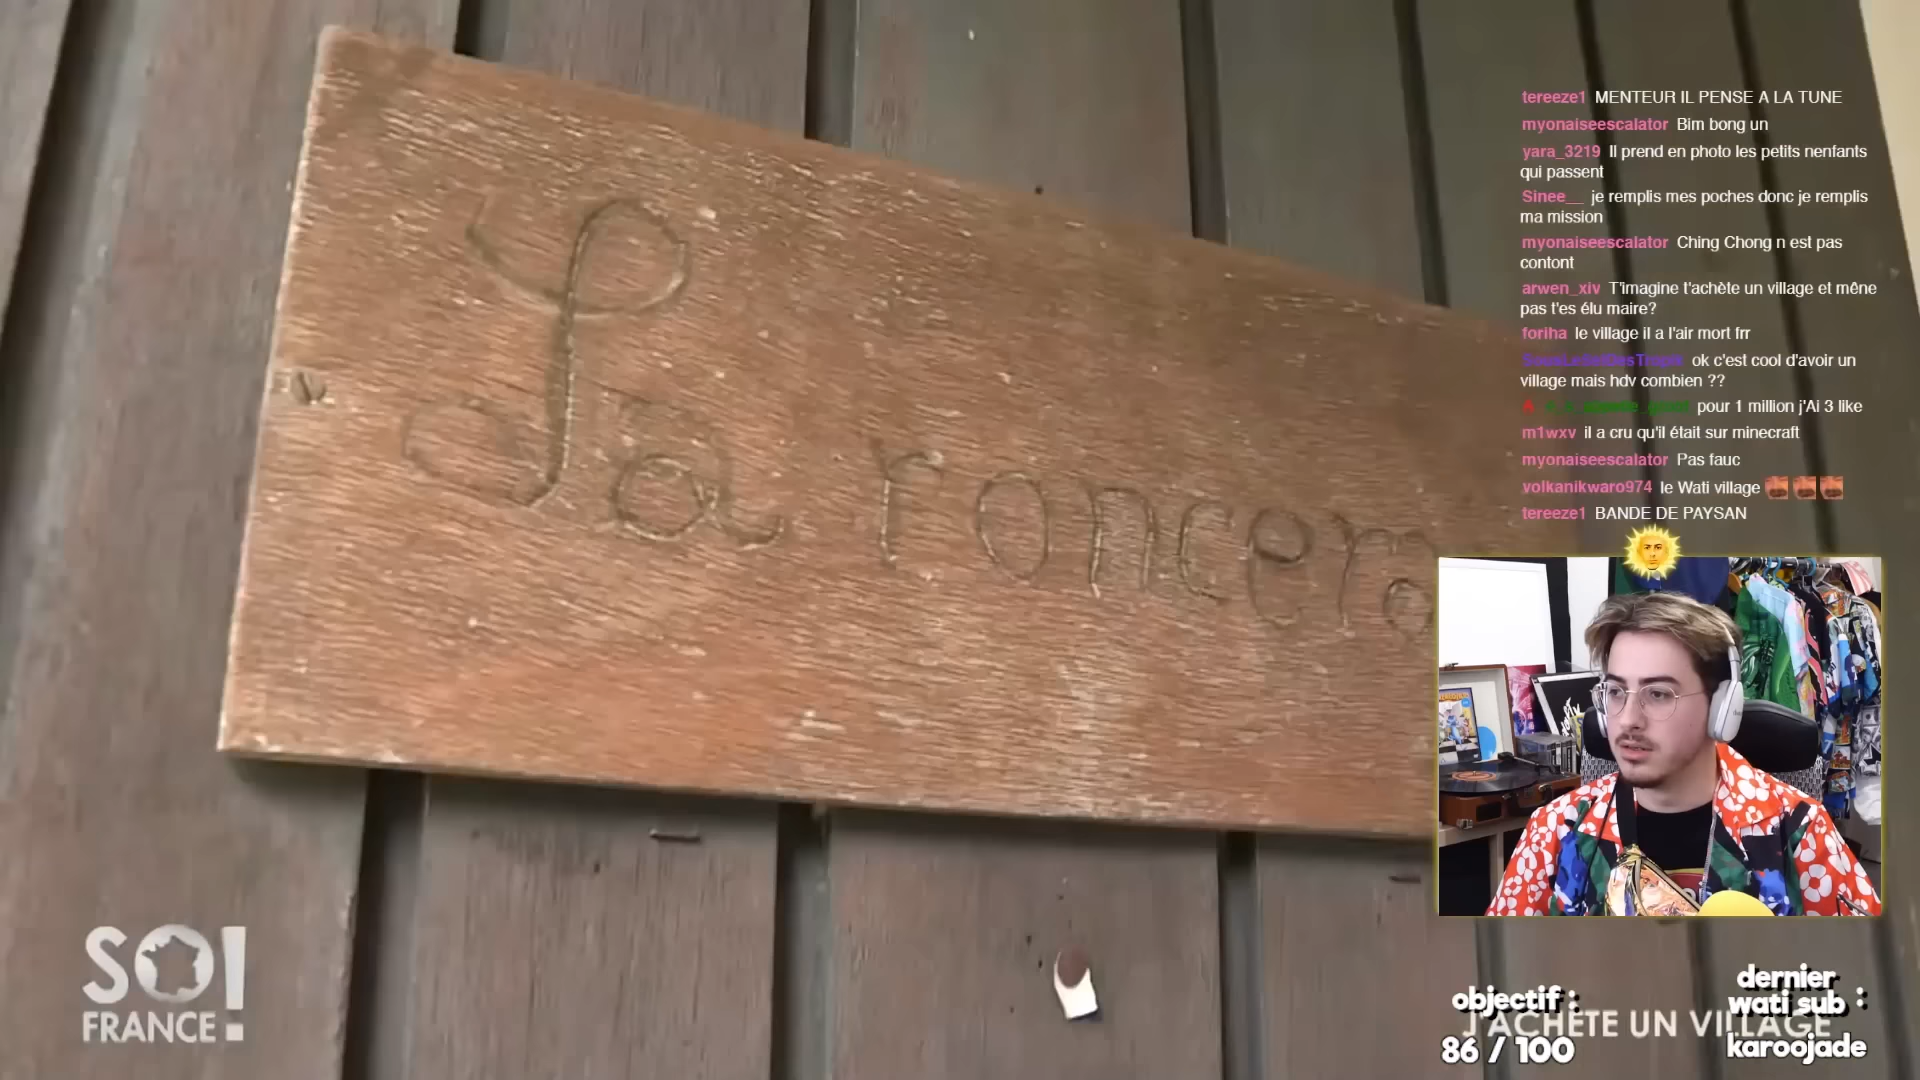 La roncera
tereeze1 MENTEUR IL PENSE A LA TUNE
myonaiseescalator Bim bong un
yara_3219 Il prend en photo les petits nenfants
qui passent
Sinee__ je remplis mes poches donc je remplis
ma mission
myonaiseescalator Ching Chong n est pas
contont
arwen_xiv T'imagine t'achète un village et mêne
pas t'es élu maire?
foriha le village il a l'air mort frr
ok c'est cool d'avoir un
village mais hdv combien ??
pour 1 million j'Ai 3 like
m1wxv il a cru qu'il était sur minecraft
myonaiseescalator Pas fauc
volkanikwaro974 le Wati village
tereeze1 BANDE DE PAYSAN
SO!
FRANCE
objectif :
86 / 100
J'ACHÈTE UN VILLAGE
dernier
wati sub :
karoojade